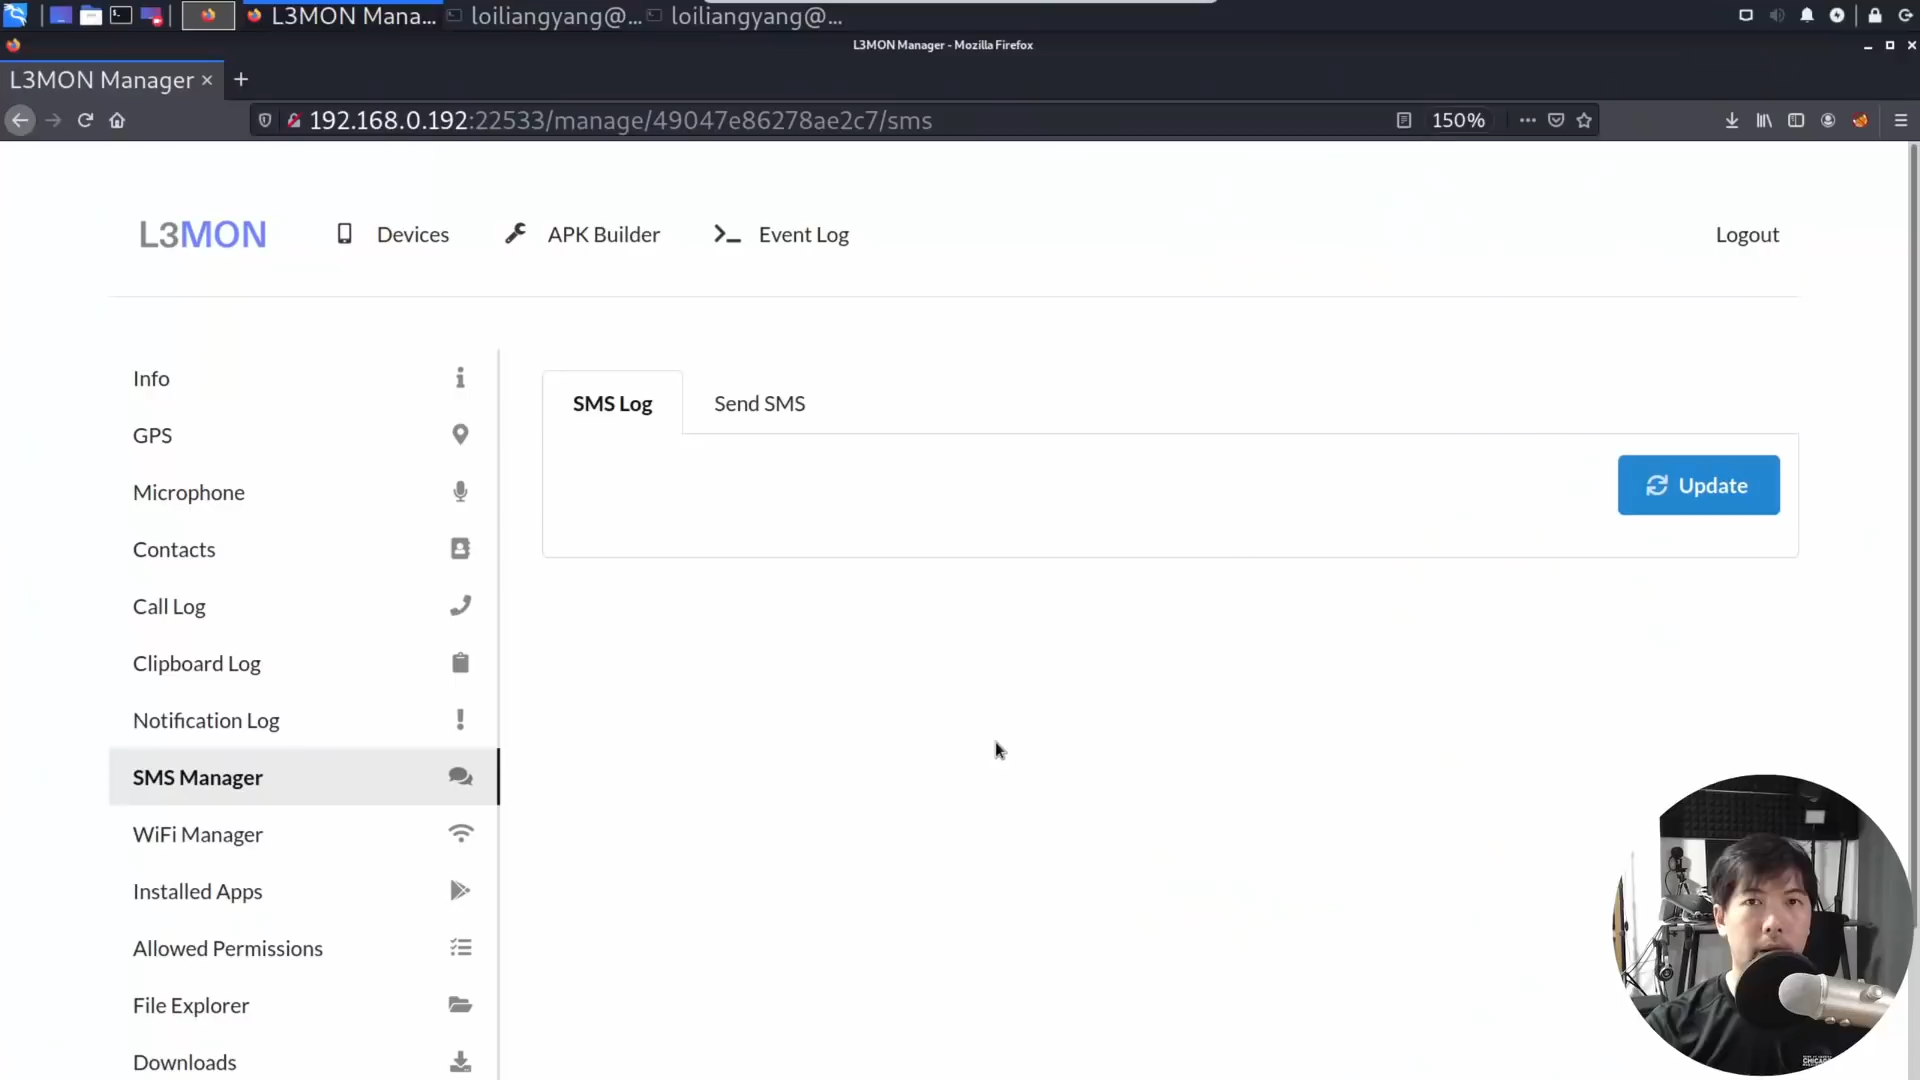 L3MON Mana...
loiliangyang@...
loiliangyang@...
L3MON Manager - Mozilla Firefox
L3MON Manager
192.168.0.192:22533/manage/49047e86278ae2c7/sms
150%
L3MON
Devices
APK Builder
Event Log
Logout
Info
GPS
Microphone
Contacts
Call Log
Clipboard Log
Notification Log
SMS Manager
WiFi Manager
Installed Apps
Allowed Permissions
File Explorer
Downloads
SMS Log
Send SMS
Update